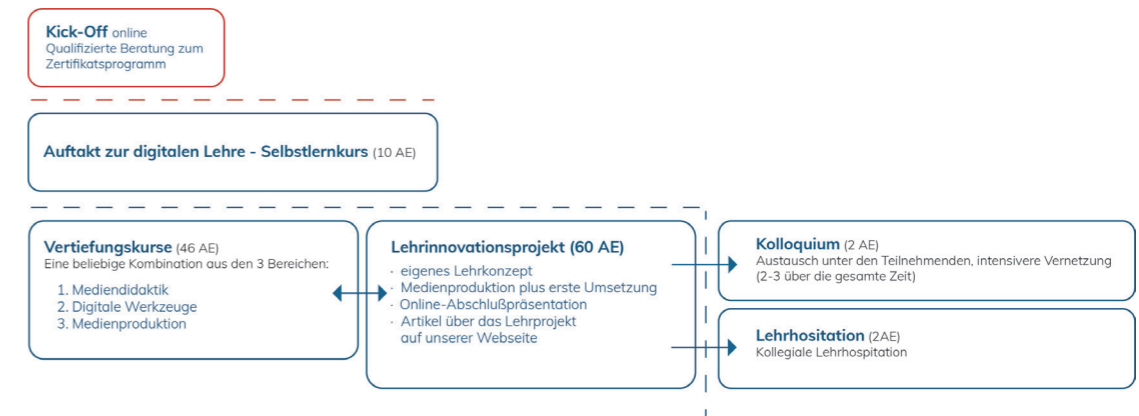 Kick-Off online
Qualifizierte Beratung zum
Zertifikatsprogramm
Auftakt zur digitalen Lehre - Selbstlernkurs (10 AE)
Vertiefungskurse (46 AE)
Eine beliebige Kombination aus den 3 Bereichen:
1. Mediendidaktik
2. Digitale Werkzeuge
3. Medienproduktion
Lehrinnovationsprojekt (60 AE)
· eigenes Lehrkonzept
· Medienproduktion plus erste Umsetzung
· Online-Abschlußpräsentation
· Artikel über das Lehrprojekt
auf unserer Webseite
Kolloquium (2 AE)
Austausch unter den Teilnehmenden, intensivere Vernetzung
(2-3 über die gesamte Zeit)
Lehrhositation (2AE)
Kollegiale Lehrhospitation